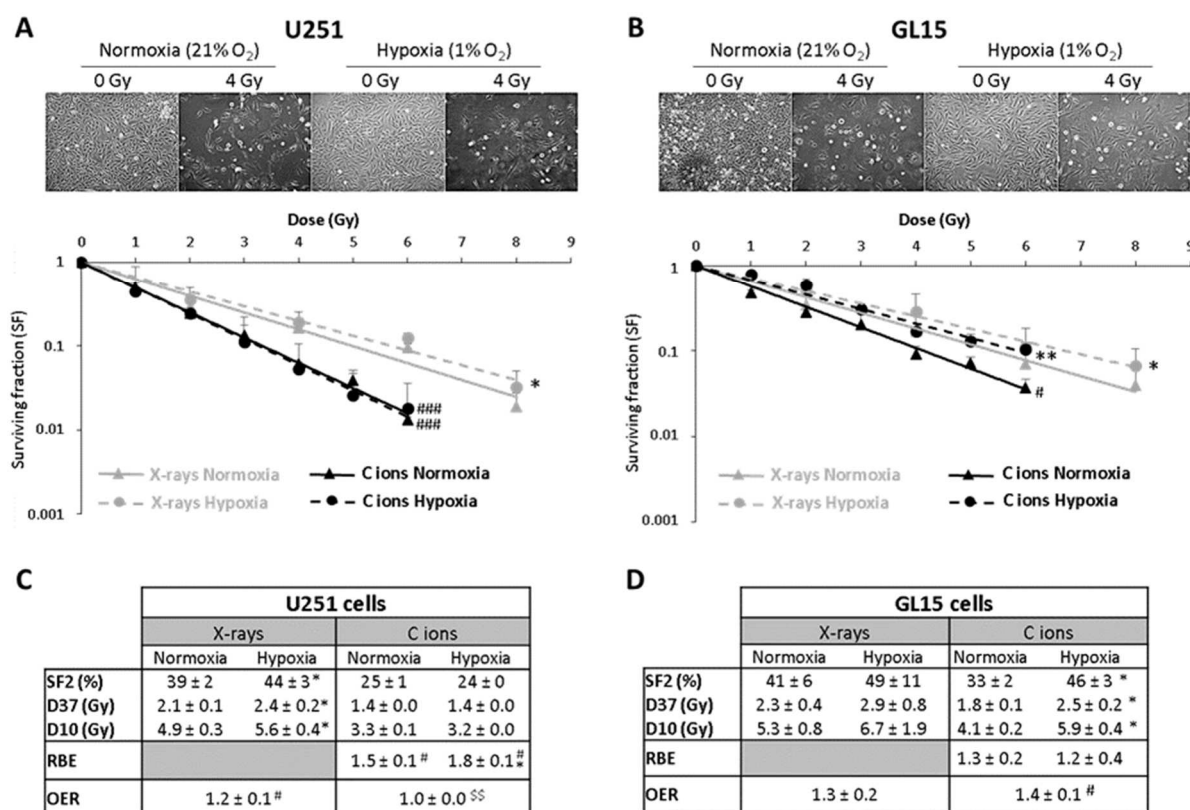 A
U251
Normoxia (21% O₂) Hypoxia (1% O₂)
0 Gy 4 Gy 0 Gy 4 Gy
Dose (Gy)
0 1 2 3 4 5 6 7 8 9
1
0.1
0.01
0.001
Surviving fraction (SF)
*
###
###
X-rays Normoxia C ions Normoxia
X-rays Hypoxia C ions Hypoxia
B
GL15
Normoxia (21% O₂) Hypoxia (1% O₂)
0 Gy 4 Gy 0 Gy 4 Gy
Dose (Gy)
0 1 2 3 4 5 6 7 8 9
1
0.1
0.01
0.001
Surviving fraction (SF)
**
*
#
X-rays Normoxia C ions Normoxia
X-rays Hypoxia C ions Hypoxia
C
U251 cells
X-rays C ions
Normoxia Hypoxia Normoxia Hypoxia
SF2 (%) 39 ± 2 44 ± 3 * 25 ± 1 24 ± 0
D37 (Gy) 2.1 ± 0.1 2.4 ± 0.2 * 1.4 ± 0.0 1.4 ± 0.0
D10 (Gy) 4.9 ± 0.3 5.6 ± 0.4 * 3.3 ± 0.1 3.2 ± 0.0
RBE 1.5 ± 0.1 # 1.8 ± 0.1 # *
OER 1.2 ± 0.1 # 1.0 ± 0.0 $$
D
GL15 cells
X-rays C ions
Normoxia Hypoxia Normoxia Hypoxia
SF2 (%) 41 ± 6 49 ± 11 33 ± 2 46 ± 3 *
D37 (Gy) 2.3 ± 0.4 2.9 ± 0.8 1.8 ± 0.1 2.5 ± 0.2 *
D10 (Gy) 5.3 ± 0.8 6.7 ± 1.9 4.1 ± 0.2 5.9 ± 0.4 *
RBE 1.3 ± 0.2 1.2 ± 0.4
OER 1.3 ± 0.2 1.4 ± 0.1 #